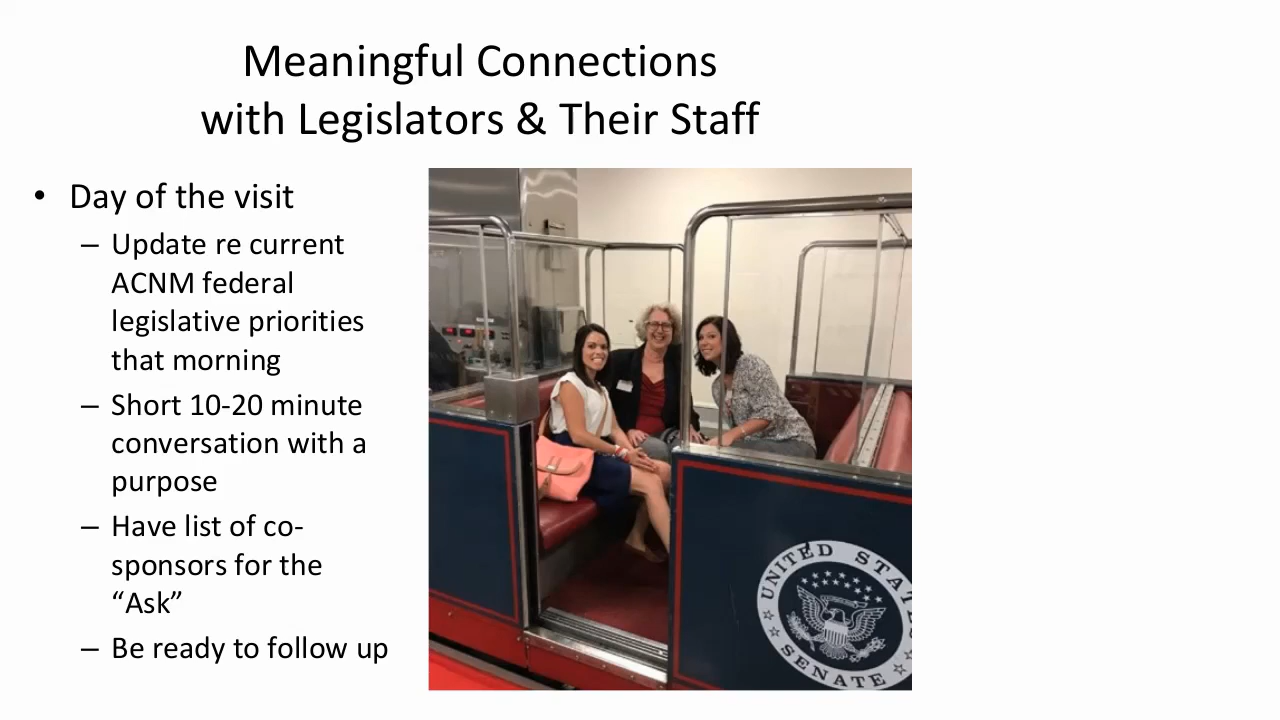 Meaningful Connections
with Legislators & Their Staff
• Day of the visit
– Update re current
ACNM federal
legislative priorities
that morning
– Short 10-20 minute
conversation with a
purpose
– Have list of co-
sponsors for the
“Ask”
– Be ready to follow up
UNITED STAT
SENATE